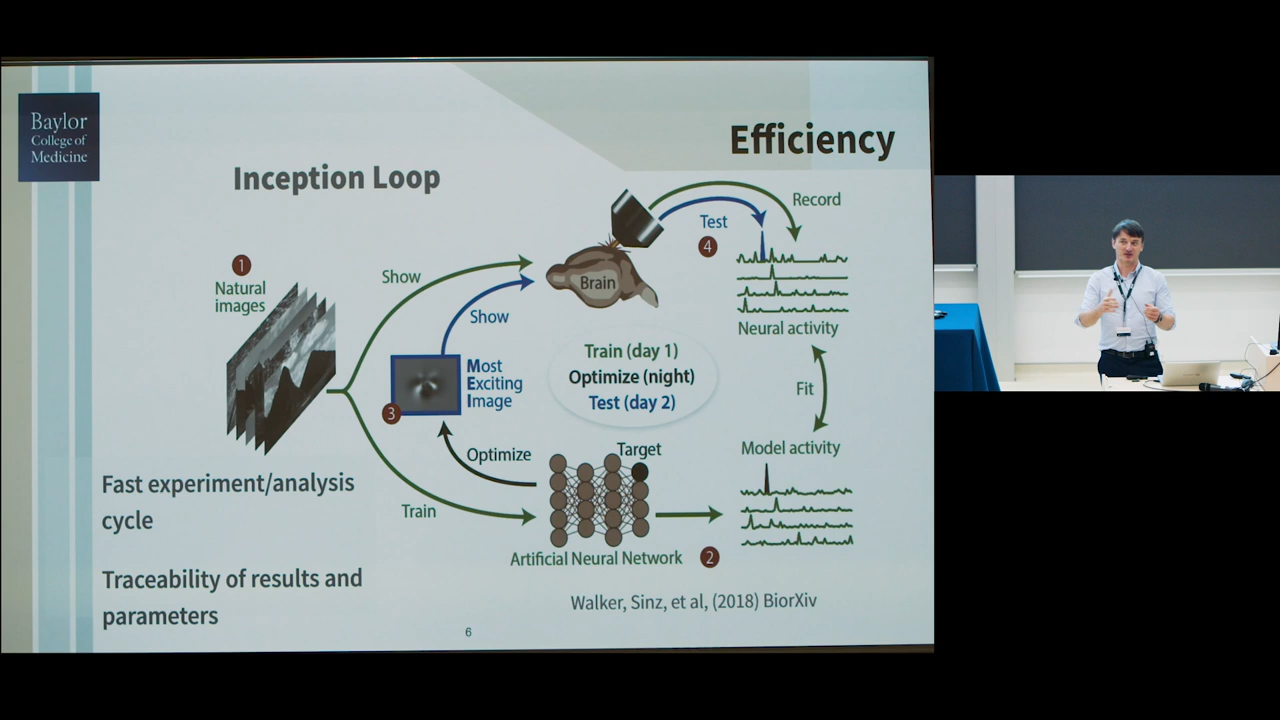 Baylor
College of
Medicine
Efficiency
Inception Loop
1
Natural
images
Show
Show
Brain
Test
4
Record
Neural activity
Most
Exciting
Image
3
Train (day 1)
Optimize (night)
Test (day 2)
Fit
Optimize
Target
Model activity
Train
Artificial Neural Network
2
Fast experiment/analysis
cycle
Traceability of results and
parameters
Walker, Sinz, et al, (2018) BiorXiv
6